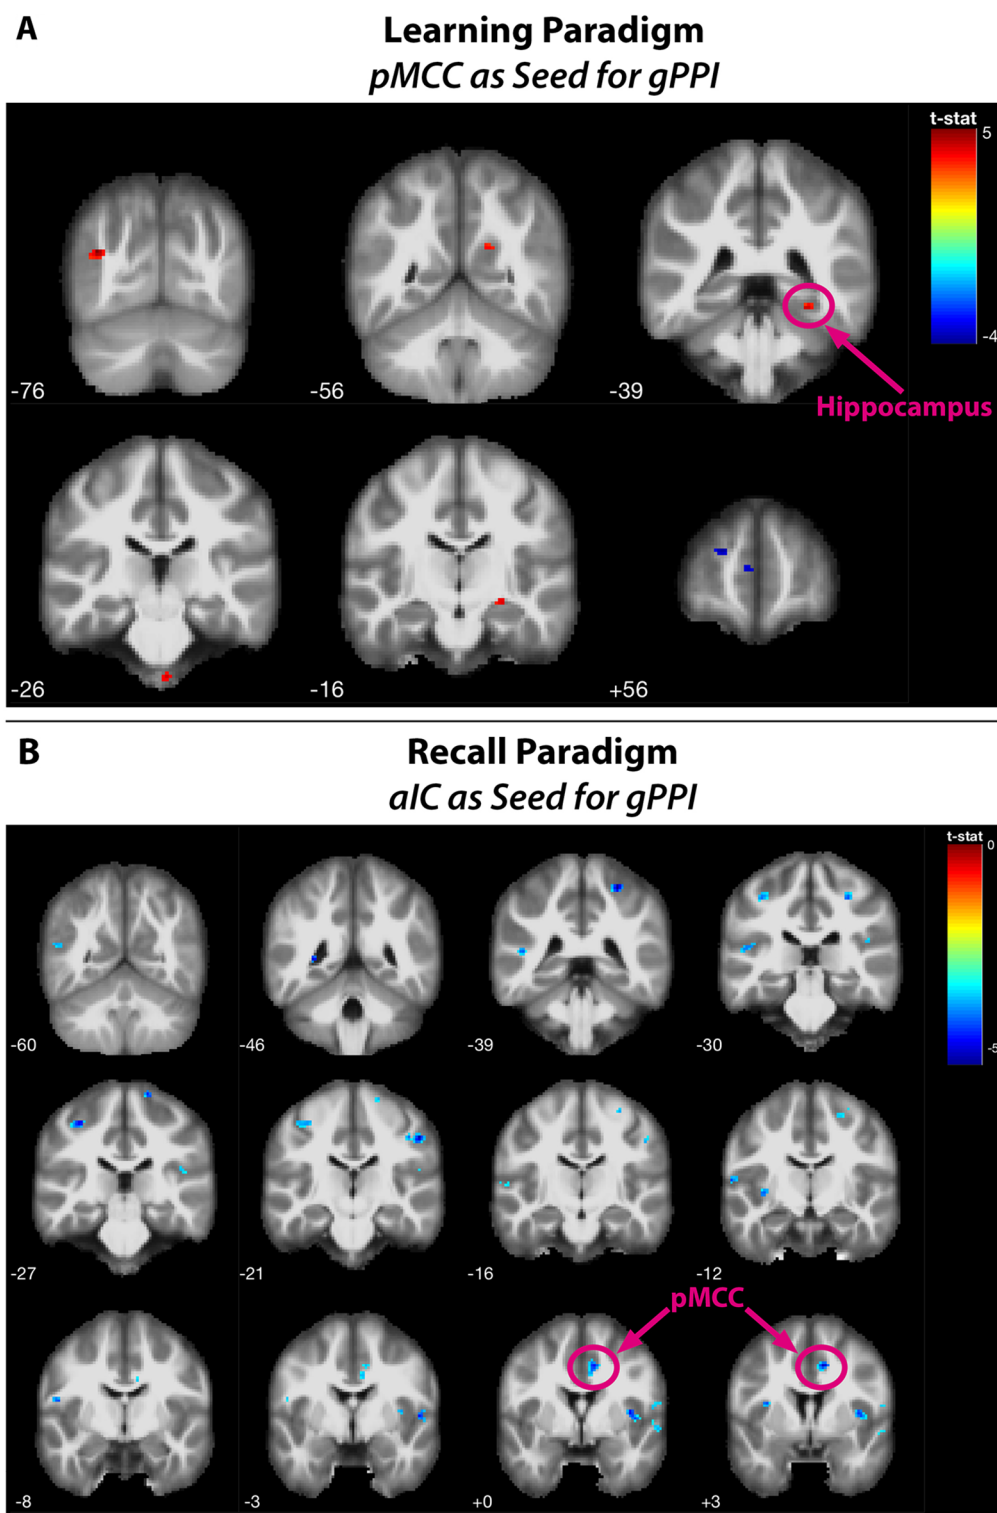 A
Learning Paradigm
pMCC as Seed for gPPI
t-stat
5
-4
-76
-56
-39
Hippocampus
-26
-16
+56
B
Recall Paradigm
aIC as Seed for gPPI
t-stat
0
-5
-60
-46
-39
-30
-27
-21
-16
-12
pMCC
-8
-3
+0
+3